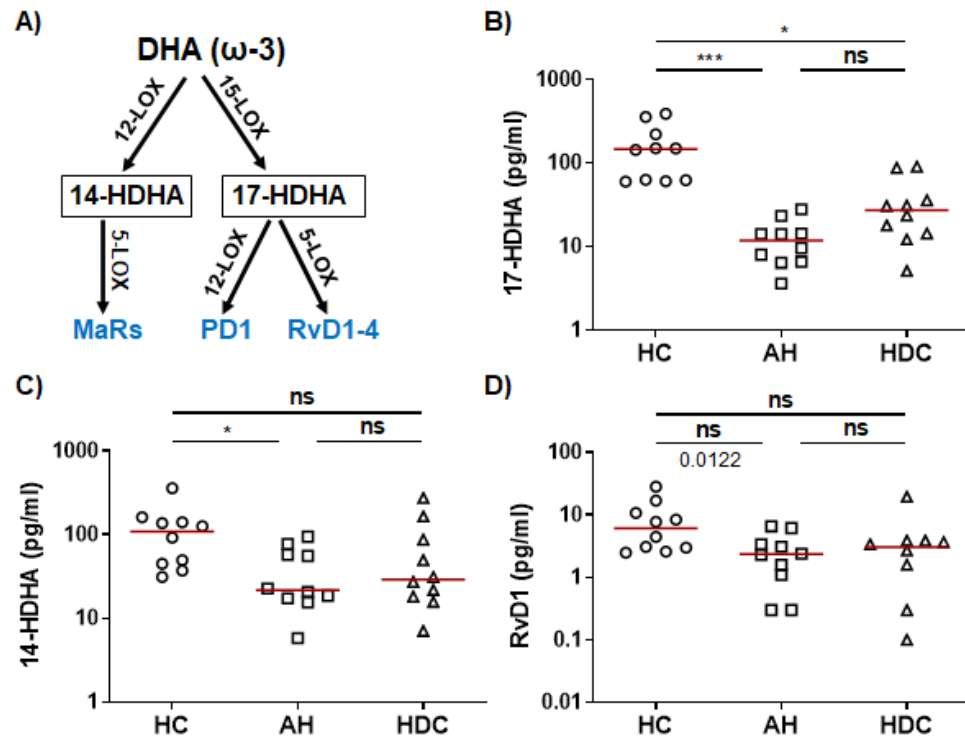 A)
DHA (ω-3)
12-LOX
15-LOX
14-HDHA
17-HDHA
5-LOX
12-LOX
5-LOX
MaRs
PD1
RvD1-4
B)
*
***
ns
17-HDHA (pg/ml)
1000
100
10
1
HC
AH
HDC
C)
ns
*
ns
14-HDHA (pg/ml)
1000
100
10
1
HC
AH
HDC
D)
ns
ns
ns
0.0122
RvD1 (pg/ml)
100
10
1
0.1
0.01
HC
AH
HDC